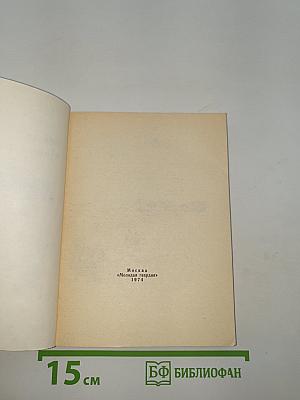 Москва
«Молодая гвардия»
1974
15 см
БФ БИБЛИОФАН